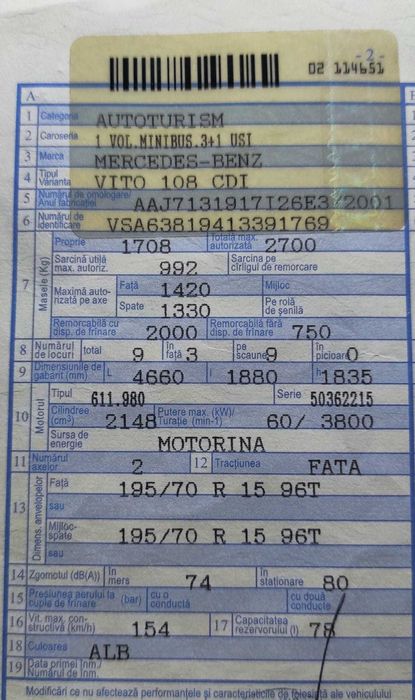 - 2 -
02 114651
A
1 Categoria AUTOTURISM
2 Caroseria 1 VOL.MINIBUS.3+1 USI
3 Marca MERCEDES-BENZ
4 Tipul Varianta VITO 108 CDI
5 Numărul de omologare/ Anul fabricației AAJ7131917I26E3/2001
6 Numărul de identificare VSA63819413391769
7 Masele (Kg)
Proprie 1708 Totală max. autorizată 2700
Sarcina utilă max. autoriz. 992 Sarcina pe cîrligul de remorcare
Maximă autorizată pe axe Față 1420 Mijloc
Spate 1330 Pe rolă de șenilă
Remorcabilă cu disp. de frînare 2000 Remorcabilă fără disp. de frînare 750
8 Numărul de locuri total 9 în față 3 pe scaune 9 în picioare 0
9 Dimensiunile de gabarit (mm) L 4660 l 1880 h 1835
10 Motorul
Tipul 611.980 Serie 50362215
Cilindree (cm³) 2148 Putere max. (kW)/ Turație (min-1) 60/ 3800
Sursa de energie MOTORINA
11 Numărul axelor 2 12 Tracțiunea FATA
13 Dimens. anvelopelor
Față 195/70 R 15 96T
sau
Mijloc-spate 195/70 R 15 96T
sau
14 Zgomotul (dB(A)) în mers 74 în staționare 80
15 Presiunea aerului la cuple de frînare (bar) cu o conductă cu două conducte
16 Vit. max. constructivă (km/h) 154 17 Capacitatea rezervorului (l) 78
18 Culoarea ALB
19 Data primei înm./ Numărul de înm.
Modificări ce nu afectează performanțele și caracteristicile de folosință ale vehiculului